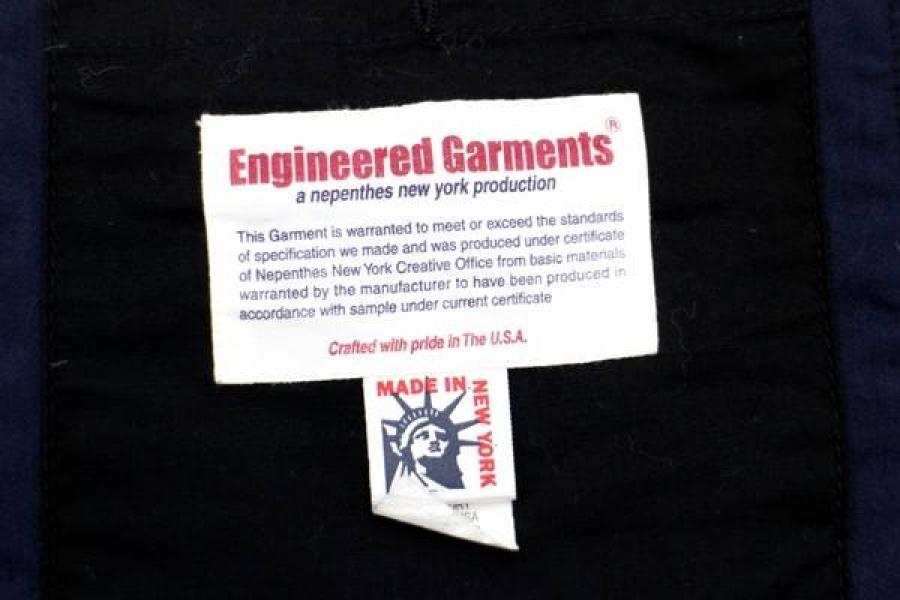 Engineered Garments®
a nepenthes new york production
This Garment is warranted to meet or exceed the standards
of specification we made and was produced under certificate
of Nepenthes New York Creative Office from basic materials
warranted by the manufacturer to have been produced in
accordance with sample under current certificate
Crafted with pride in The U.S.A.
MADE IN
NEW YORK